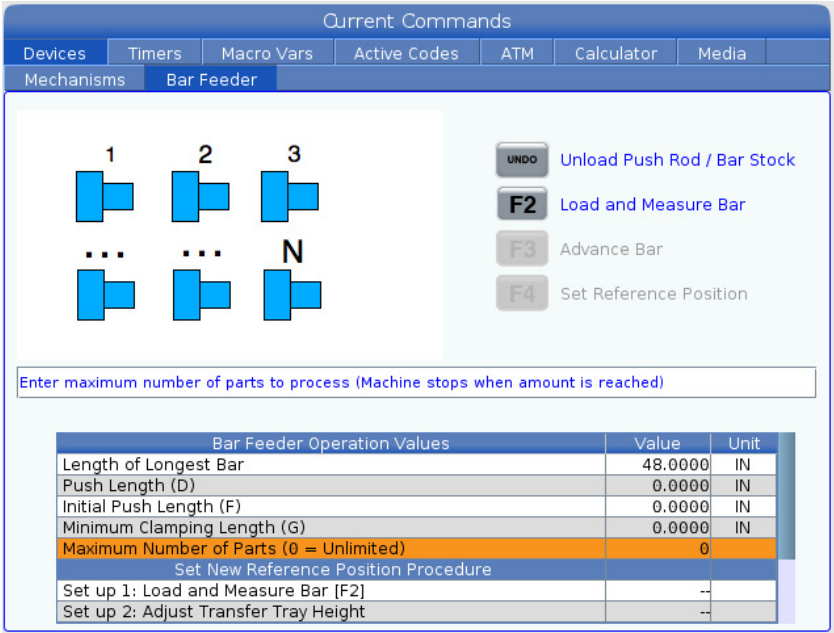 Current Commands
Devices Timers Macro Vars Active Codes ATM Calculator Media
Mechanisms Bar Feeder
1 2 3
... ... N
UNDO Unload Push Rod / Bar Stock
F2 Load and Measure Bar
F3 Advance Bar
F4 Set Reference Position
Enter maximum number of parts to process (Machine stops when amount is reached)
Bar Feeder Operation Values Value Unit
Length of Longest Bar 48.0000 IN
Push Length (D) 0.0000 IN
Initial Push Length (F) 0.0000 IN
Minimum Clamping Length (G) 0.0000 IN
Maximum Number of Parts (0 = Unlimited) 0
Set New Reference Position Procedure
Set up 1: Load and Measure Bar [F2] --
Set up 2: Adjust Transfer Tray Height --